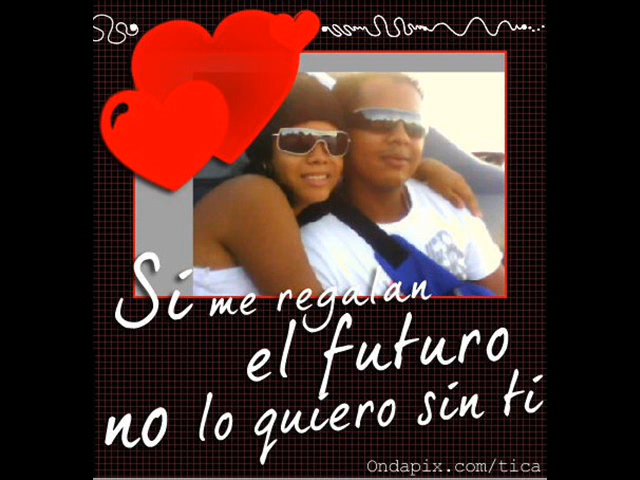 Si me regalan
el futuro
no lo quiero sin ti
Ondapix.com/tica